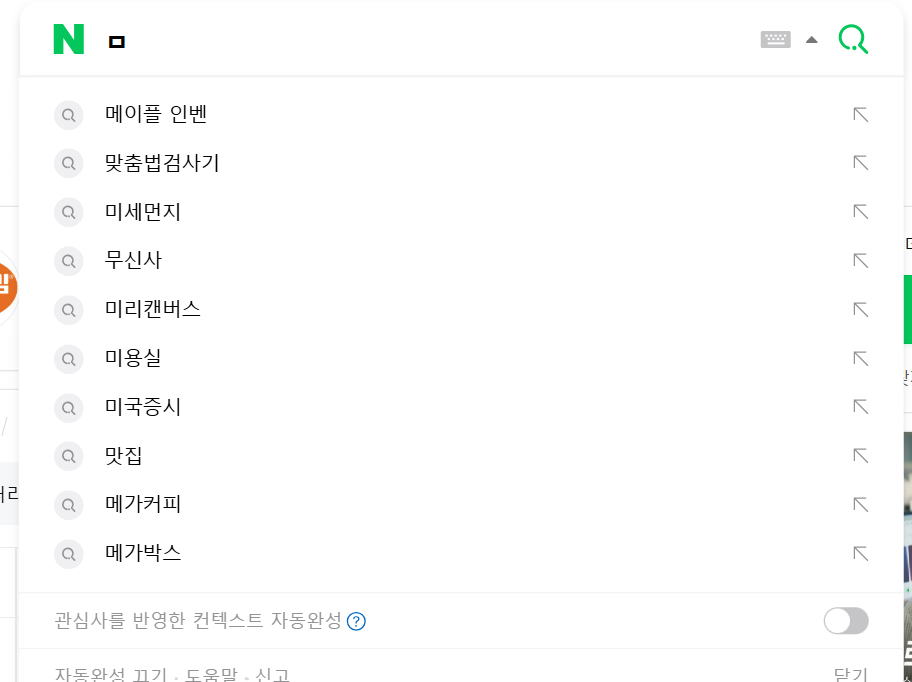 N ㅁ
메이플 인벤
맞춤법검사기
미세먼지
무신사
미리캔버스
미용실
미국증시
맛집
메가커피
메가박스
관심사를 반영한 컨텍스트 자동완성 ?
자동완성 끄기 · 도움말 · 신고
닫기